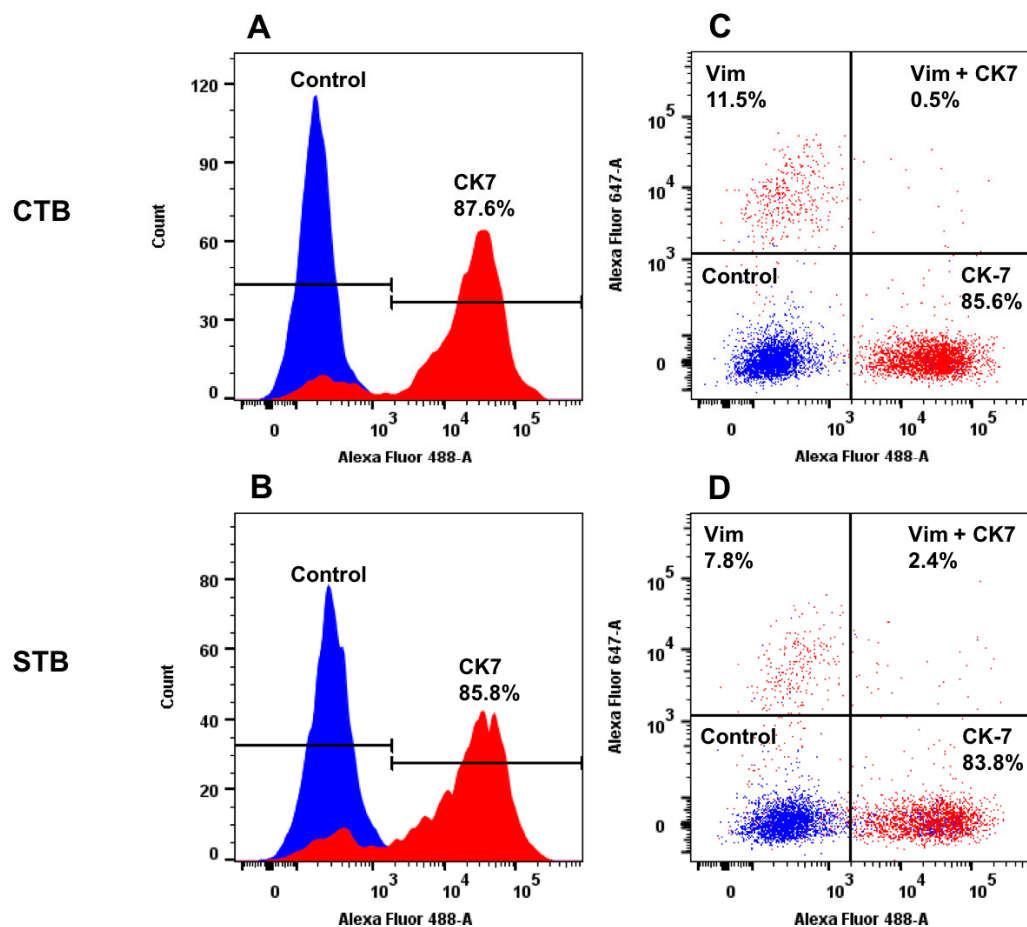 A
Control
CK7
87.6%
120
90
60
30
0
Count
0 10³ 10⁴ 10⁵
Alexa Fluor 488-A
C
Vim
11.5%
Vim + CK7
0.5%
Control
CK-7
85.6%
10⁵
10⁴
10³
0
Alexa Fluor 647-A
0 10³ 10⁴ 10⁵
Alexa Fluor 488-A
CTB
B
Control
CK7
85.8%
80
60
40
20
0
Count
0 10³ 10⁴ 10⁵
Alexa Fluor 488-A
D
Vim
7.8%
Vim + CK7
2.4%
Control
CK-7
83.8%
10⁵
10⁴
10³
0
Alexa Fluor 647-A
0 10³ 10⁴ 10⁵
Alexa Fluor 488-A
STB